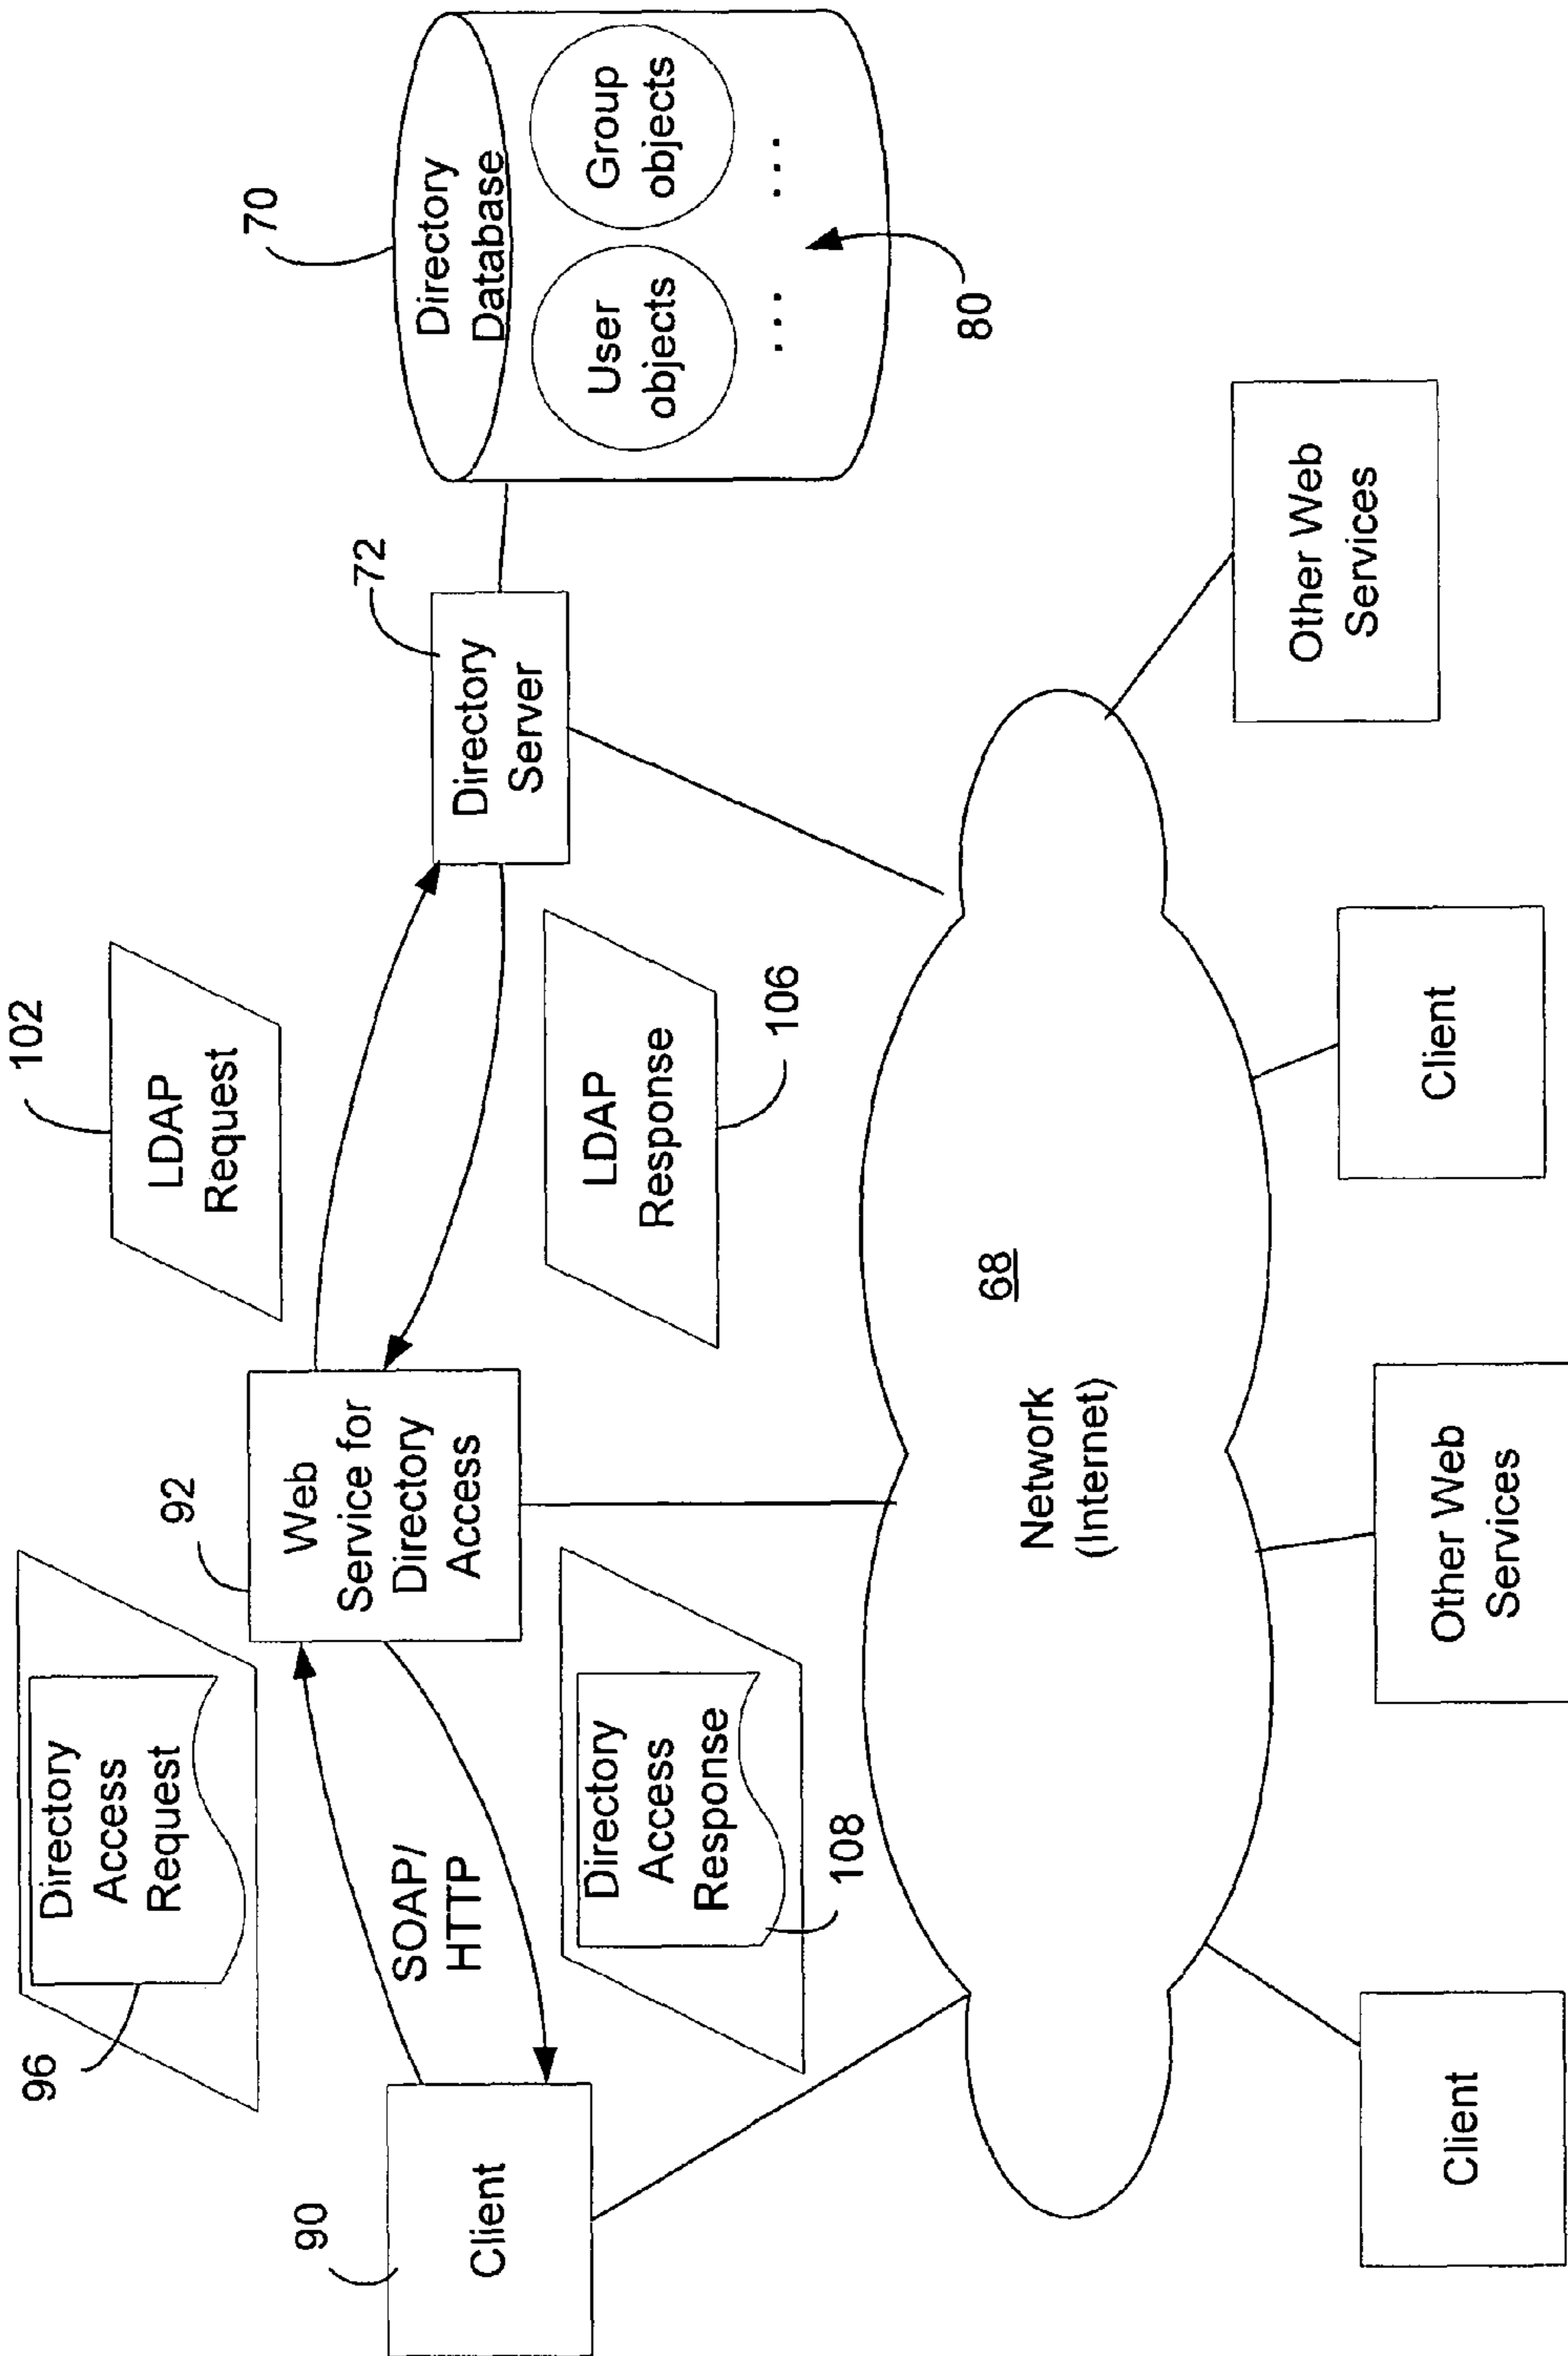 96
Directory
Access
Request
92
102
LDAP
Request
70
Directory
Database
User
objects
Group
objects
...
...
80
90
Client
SOAP/
HTTP
Web
Service for
Directory
Access
72
Directory
Server
Directory
Access
Response
108
LDAP
Response
106
68
Network
(Internet)
Client
Other Web
Services
Client
Other Web
Services